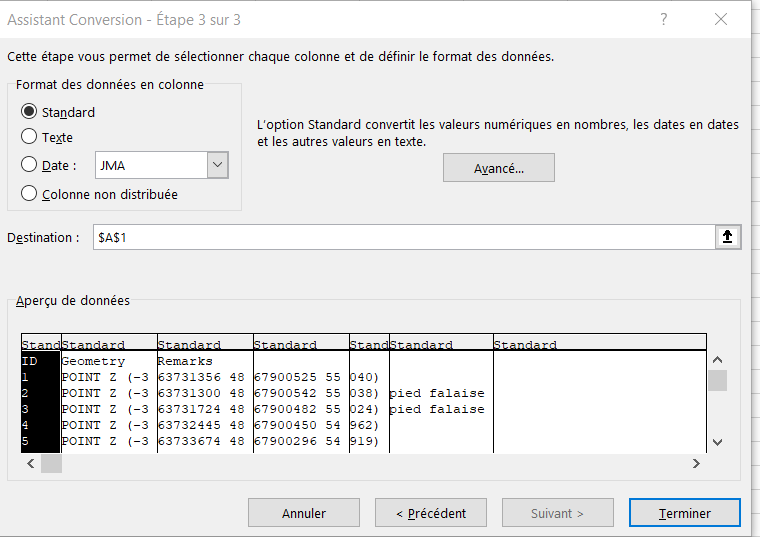 Assistant Conversion - Étape 3 sur 3
Cette étape vous permet de sélectionner chaque colonne et de définir le format des données.
Format des données en colonne
Standard
Texte
Date : JMA
Colonne non distribuée
L'option Standard convertit les valeurs numériques en nombres, les dates en dates
et les autres valeurs en texte.
Avancé...
Destination : $A$1
Aperçu de données
Stand Standard Standard Standard Stand Standard Standard
ID Geometry Remarks
1 POINT Z (-3 63731356 48 67900525 55 040)
2 POINT Z (-3 63731300 48 67900542 55 038) pied falaise
3 POINT Z (-3 63731724 48 67900482 55 024) pied falaise
4 POINT Z (-3 63732445 48 67900450 54 962)
5 POINT Z (-3 63733674 48 67900296 54 919)
Annuler < Précédent Suivant > Terminer